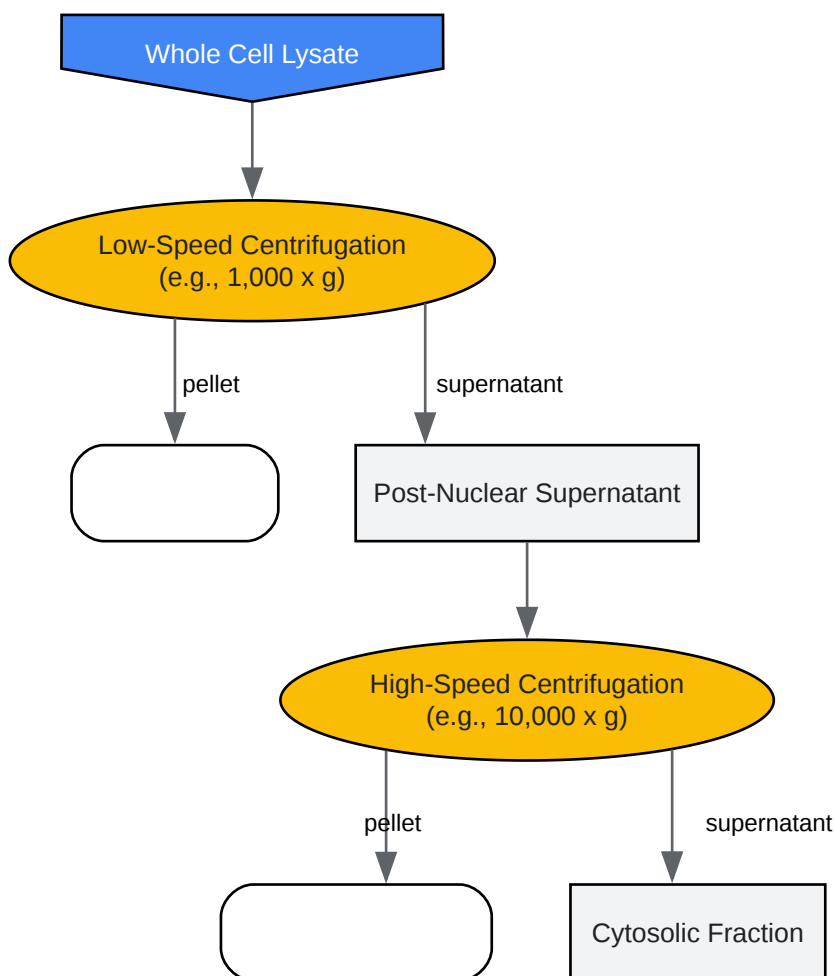 Whole Cell Lysate
Low-Speed Centrifugation
(e.g., 1,000 x g)
pellet
supernatant
Post-Nuclear Supernatant
High-Speed Centrifugation
(e.g., 10,000 x g)
pellet
supernatant
Cytosolic Fraction